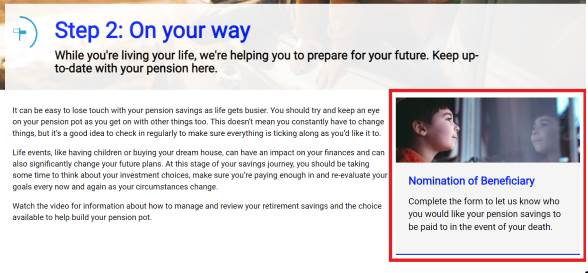 Step 2: On your way
While you're living your life, we're helping you to prepare for your future. Keep up-
to-date with your pension here.
It can be easy to lose touch with your pension savings as life gets busier. You should try and keep an eye
on your pension pot as you get on with other things too. This doesn't mean you constantly have to change
things, but it's a good idea to check in regularly to make sure everything is ticking along as you'd like it to.
Life events, like having children or buying your dream house, can have an impact on your finances and can
also significantly change your future plans. At this stage of your savings journey, you should be taking
some time to think about your investment choices, make sure you're paying enough in and re-evaluate your
goals every now and again as your circumstances change.
Watch the video for information about how to manage and review your retirement savings and the choice
available to help build your pension pot.
Nomination of Beneficiary
Complete the form to let us know who
you would like your pension savings to
be paid to in the event of your death.